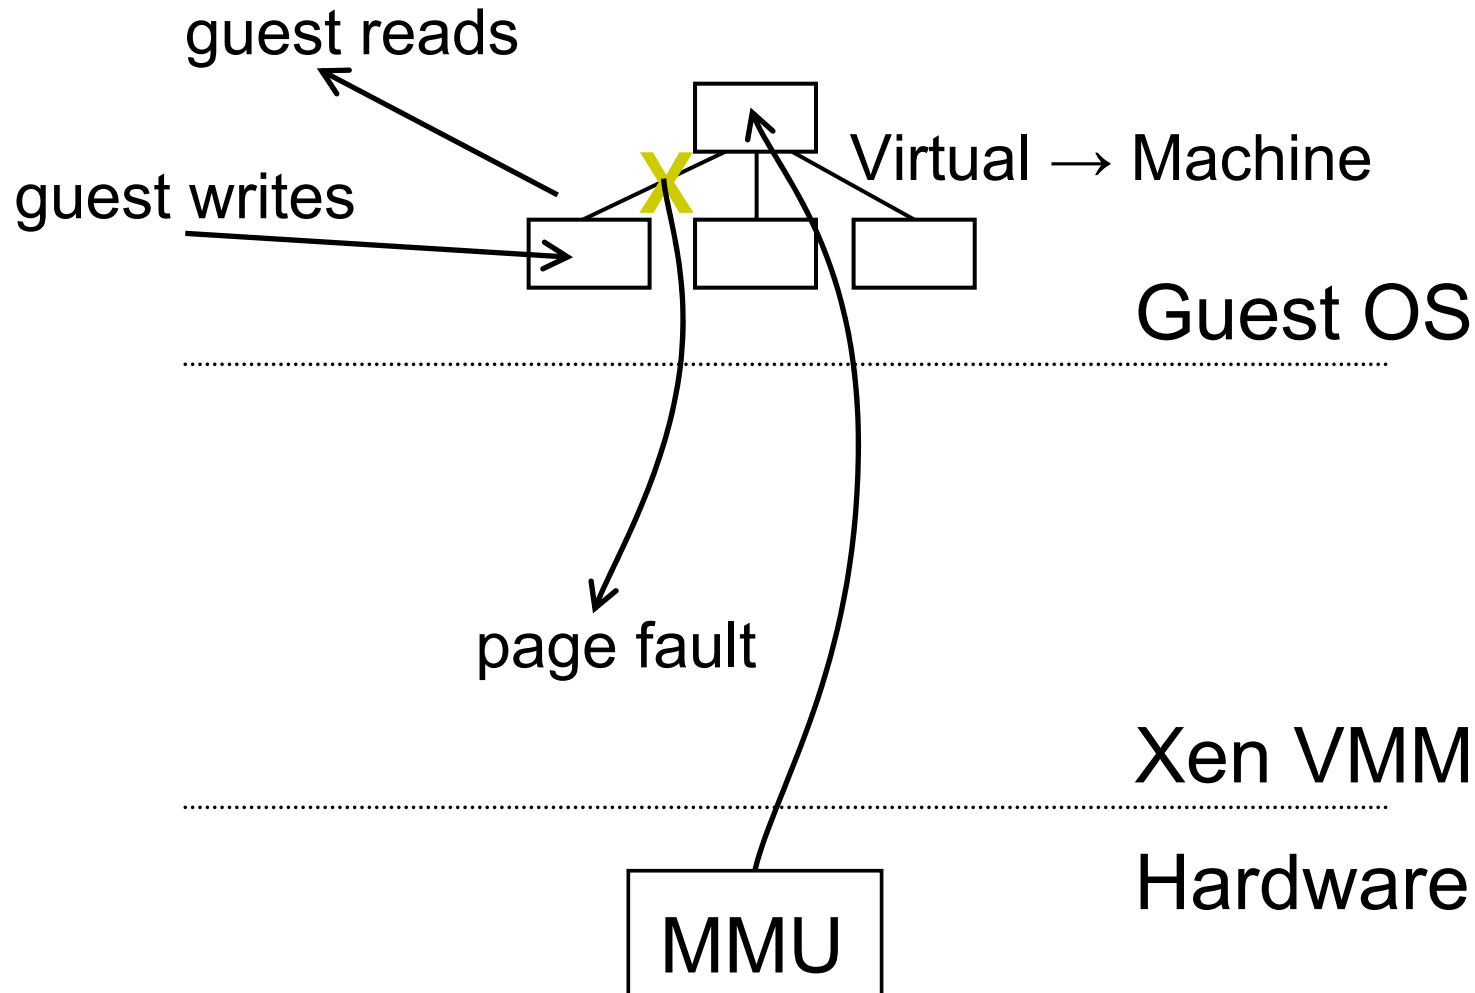 guest reads
Virtual → Machine
guest writes
X
Guest OS
page fault
Xen VMM
Hardware
MMU